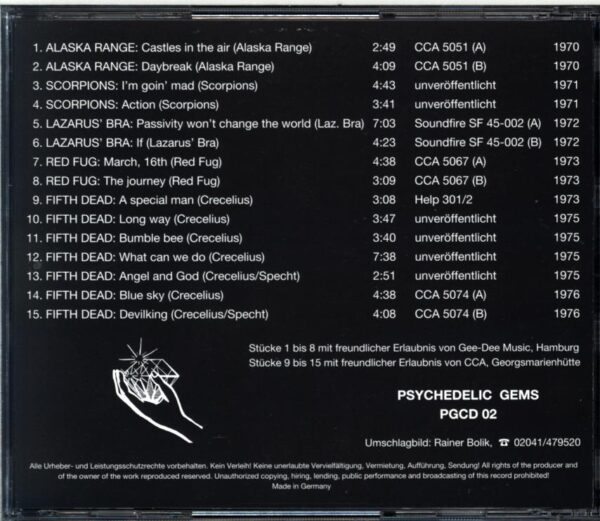 1. ALASKA RANGE: Castles in the air (Alaska Range) 2:49 CCA 5051 (A) 1970
2. ALASKA RANGE: Daybreak (Alaska Range) 4:09 CCA 5051 (B) 1970
3. SCORPIONS: I'm goin' mad (Scorpions) 4:43 unveröffentlicht 1971
4. SCORPIONS: Action (Scorpions) 3:41 unveröffentlicht 1971
5. LAZARUS' BRA: Passivity won't change the world (Laz. Bra) 7:03 Soundfire SF 45-002 (A) 1972
6. LAZARUS' BRA: If (Lazarus' Bra) 4:23 Soundfire SF 45-002 (B) 1972
7. RED FUG: March, 16th (Red Fug) 4:38 CCA 5067 (A) 1973
8. RED FUG: The journey (Red Fug) 3:09 CCA 5067 (B) 1973
9. FIFTH DEAD: A special man (Crecelius) 3:08 Help 301/2 1973
10. FIFTH DEAD: Long way (Crecelius) 3:47 unveröffentlicht 1975
11. FIFTH DEAD: Bumble bee (Crecelius) 3:40 unveröffentlicht 1975
12. FIFTH DEAD: What can we do (Crecelius) 7:38 unveröffentlicht 1975
13. FIFTH DEAD: Angel and God (Crecelius/Specht) 2:51 unveröffentlicht 1975
14. FIFTH DEAD: Blue sky (Crecelius) 4:38 CCA 5074 (A) 1976
15. FIFTH DEAD: Devilking (Crecelius/Specht) 4:08 CCA 5074 (B) 1976
Stücke 1 bis 8 mit freundlicher Erlaubnis von Gee-Dee Music, Hamburg
Stücke 9 bis 15 mit freundlicher Erlaubnis von CCA, Georgsmarienhütte
PSYCHEDELIC GEMS
PGCD 02
Umschlagbild: Rainer Bolik, ☎ 02041/479520
Alle Urheber- und Leistungsschutzrechte vorbehalten. Kein Verleih! Keine unerlaubte Vervielfältigung, Vermietung, Aufführung, Sendung! All rights of the producer and
of the owner of the work reproduced reserved. Unauthorized copying, hiring, lending, public performance and broadcasting of this record prohibited!
Made in Germany